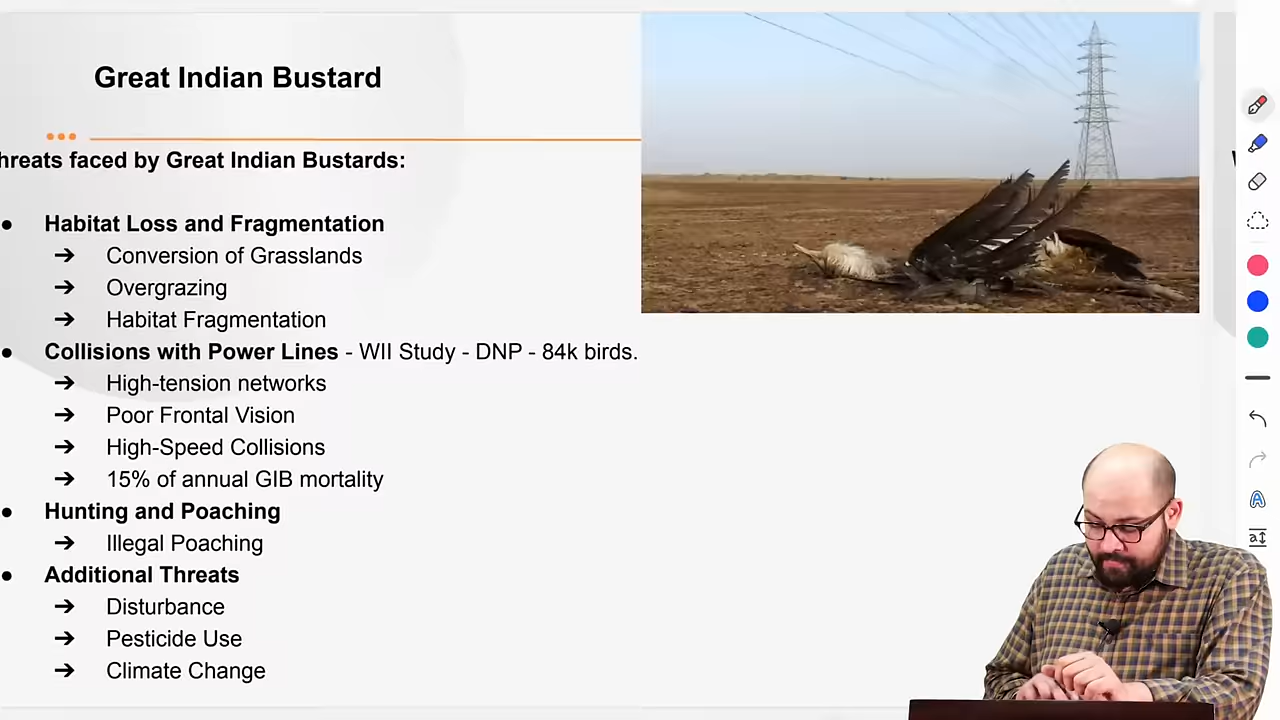 Great Indian Bustard
hreats faced by Great Indian Bustards:
● Habitat Loss and Fragmentation
➔ Conversion of Grasslands
➔ Overgrazing
➔ Habitat Fragmentation
● Collisions with Power Lines - WII Study - DNP - 84k birds.
➔ High-tension networks
➔ Poor Frontal Vision
➔ High-Speed Collisions
➔ 15% of annual GIB mortality
● Hunting and Poaching
➔ Illegal Poaching
● Additional Threats
➔ Disturbance
➔ Pesticide Use
➔ Climate Change